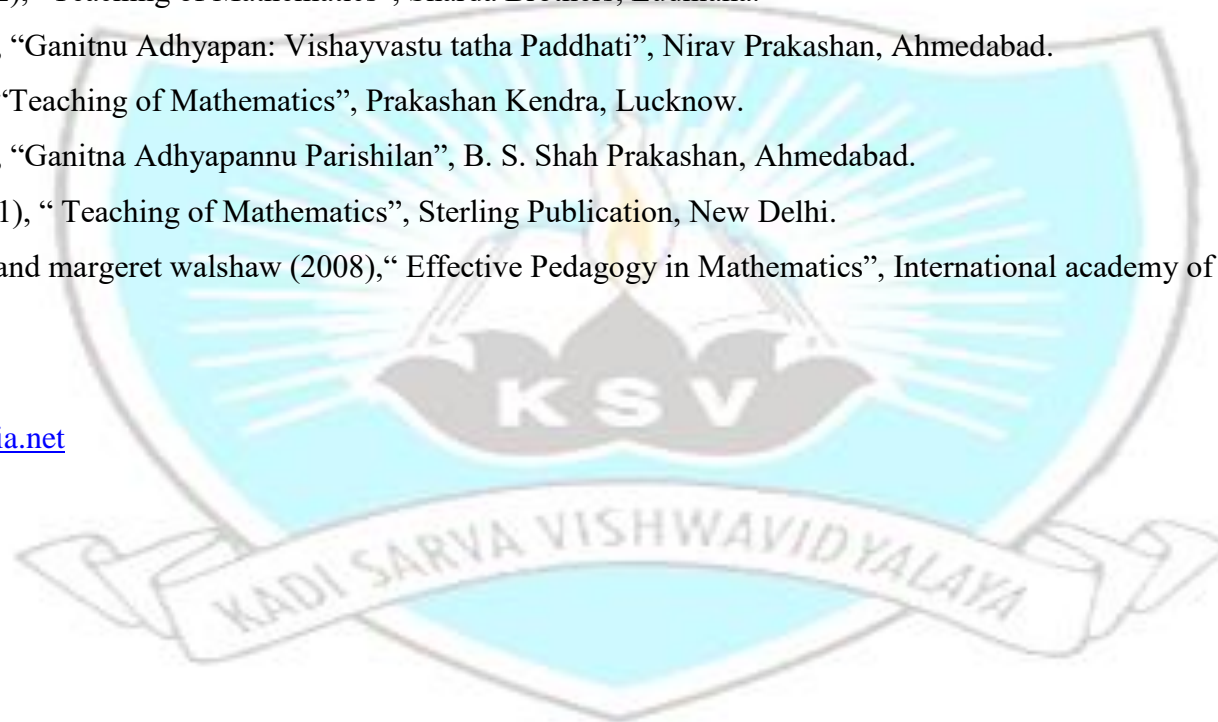 “Teaching of Mathematics”, Sharda Brothers, Ludhiana.
, “Ganitnu Adhyapan: Vishayvastu tatha Paddhati”, Nirav Prakashan, Ahmedabad.
“Teaching of Mathematics”, Prakashan Kendra, Lucknow.
, “Ganitna Adhyapannu Parishilan”, B. S. Shah Prakashan, Ahmedabad.
1), “ Teaching of Mathematics”, Sterling Publication, New Delhi.
and margeret walshaw (2008),“ Effective Pedagogy in Mathematics”, International academy of
KSV
ia.net
KADI SARVA VISHWAVIDYALAYA